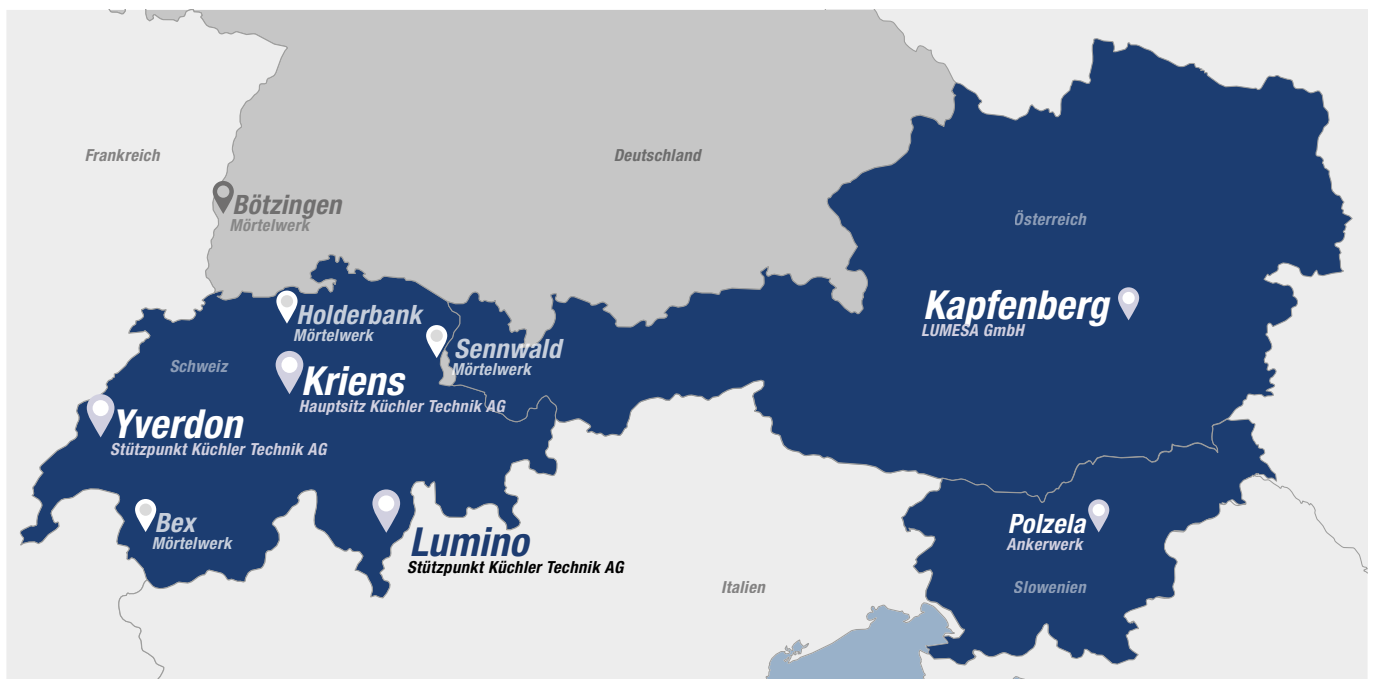 Frankreich
Deutschland
Bötzingen
Mörtelwerk
Österreich
Holderbank
Mörtelwerk
Sennwald
Mörtelwerk
Kapfenberg
LUMESA GmbH
Schweiz
Kriens
Hauptsitz Küchler Technik AG
Yverdon
Stützpunkt Küchler Technik AG
Bex
Mörtelwerk
Lumino
Stützpunkt Küchler Technik AG
Polzela
Ankerwerk
Italien
Slowenien